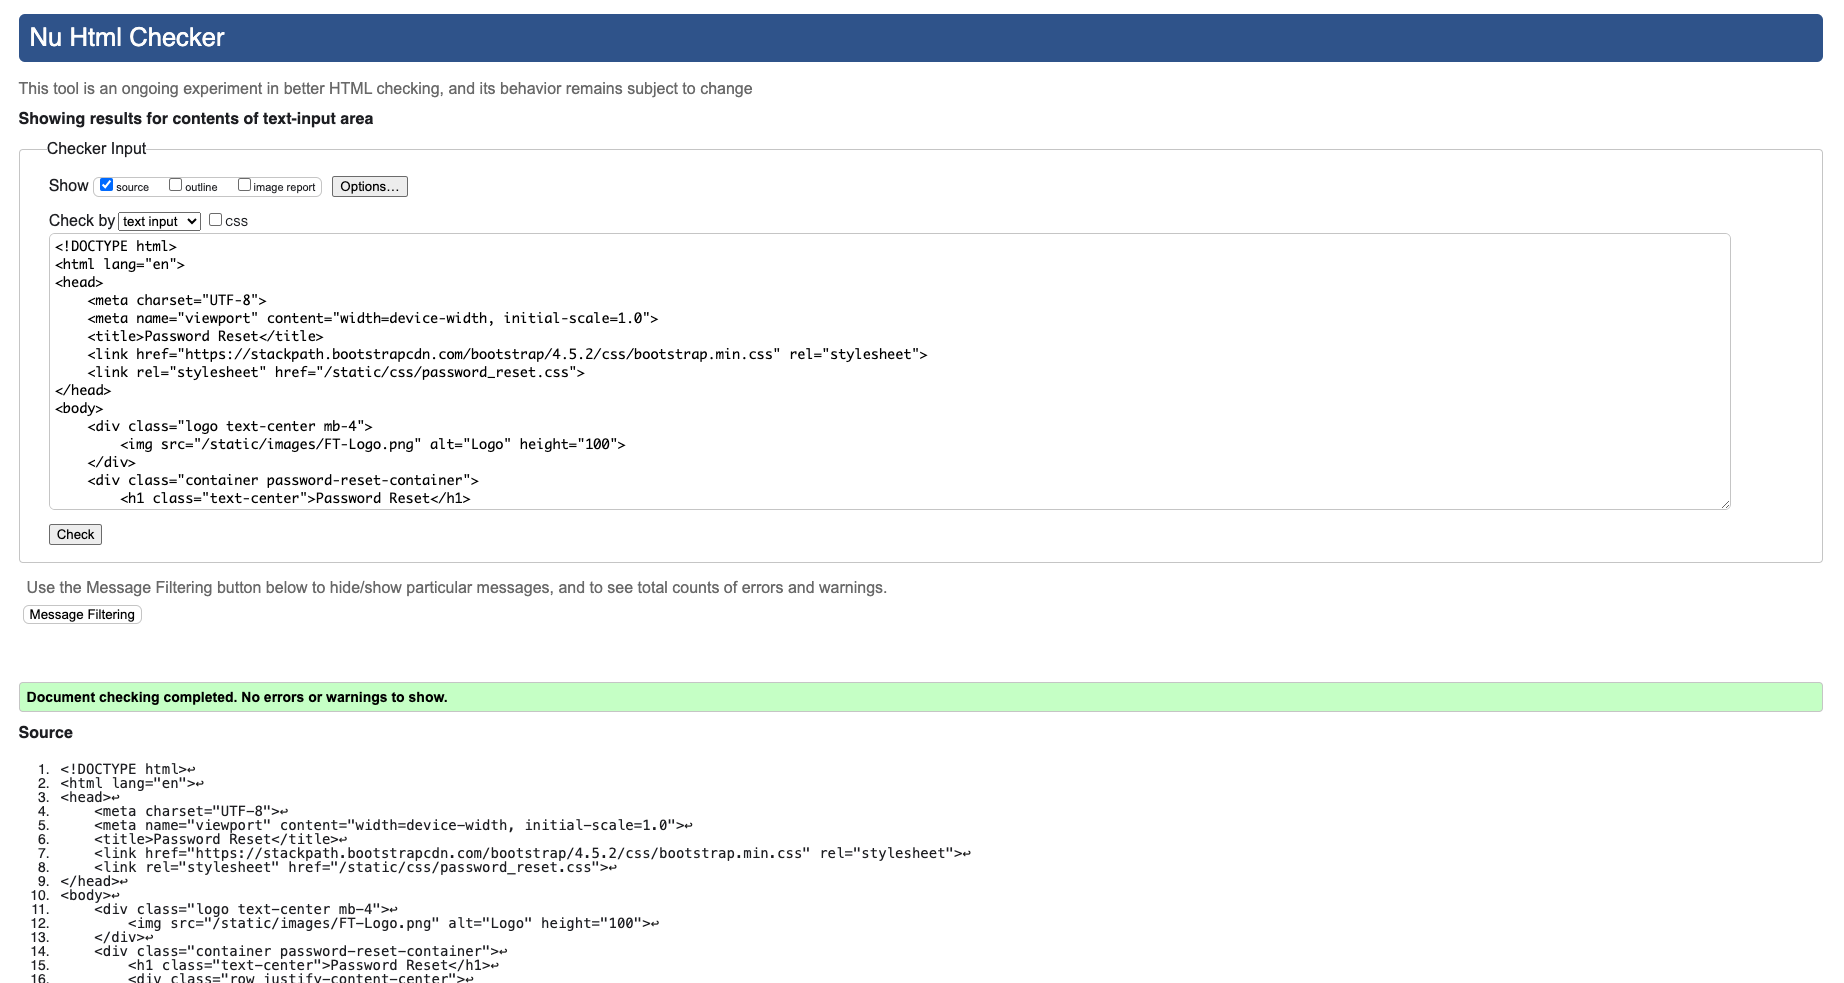 Nu Html Checker
This tool is an ongoing experiment in better HTML checking, and its behavior remains subject to change
Showing results for contents of text-input area
Checker Input
Show source outline image report Options...
Check by text input CSS
<!DOCTYPE html>
<html lang="en">
<head>
    <meta charset="UTF-8">
    <meta name="viewport" content="width=device-width, initial-scale=1.0">
    <title>Password Reset</title>
    <link href="https://stackpath.bootstrapcdn.com/bootstrap/4.5.2/css/bootstrap.min.css" rel="stylesheet">
    <link rel="stylesheet" href="/static/css/password_reset.css">
</head>
<body>
    <div class="logo text-center mb-4">
        <img src="/static/images/FT-Logo.png" alt="Logo" height="100">
    </div>
    <div class="container password-reset-container">
        <h1 class="text-center">Password Reset</h1>
Check
Use the Message Filtering button below to hide/show particular messages, and to see total counts of errors and warnings.
Message Filtering
Document checking completed. No errors or warnings to show.
Source
1. <!DOCTYPE html>↩
2. <html lang="en">↩
3. <head>↩
4.     <meta charset="UTF-8">↩
5.     <meta name="viewport" content="width=device-width, initial-scale=1.0">↩
6.     <title>Password Reset</title>↩
7.     <link href="https://stackpath.bootstrapcdn.com/bootstrap/4.5.2/css/bootstrap.min.css" rel="stylesheet">↩
8.     <link rel="stylesheet" href="/static/css/password_reset.css">↩
9. </head>↩
10. <body>↩
11.     <div class="logo text-center mb-4">↩
12.         <img src="/static/images/FT-Logo.png" alt="Logo" height="100">↩
13.     </div>↩
14.     <div class="container password-reset-container">↩
15.         <h1 class="text-center">Password Reset</h1>↩
16.         <div class="row justify-content-center">↩